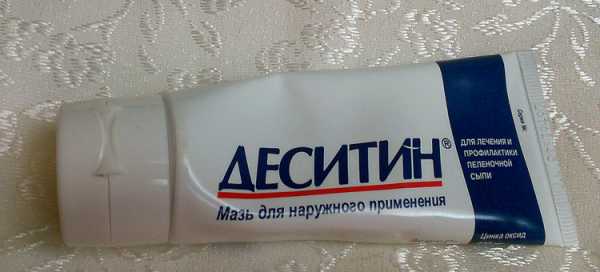 ДЕСИТИН®
Мазь для наружного применения
ДЛЯ ЛЕЧЕНИЯ И
ПРОФИЛАКТИКИ
ПЕЛЕНОЧНОЙ
СЫПИ
Цинка оксид